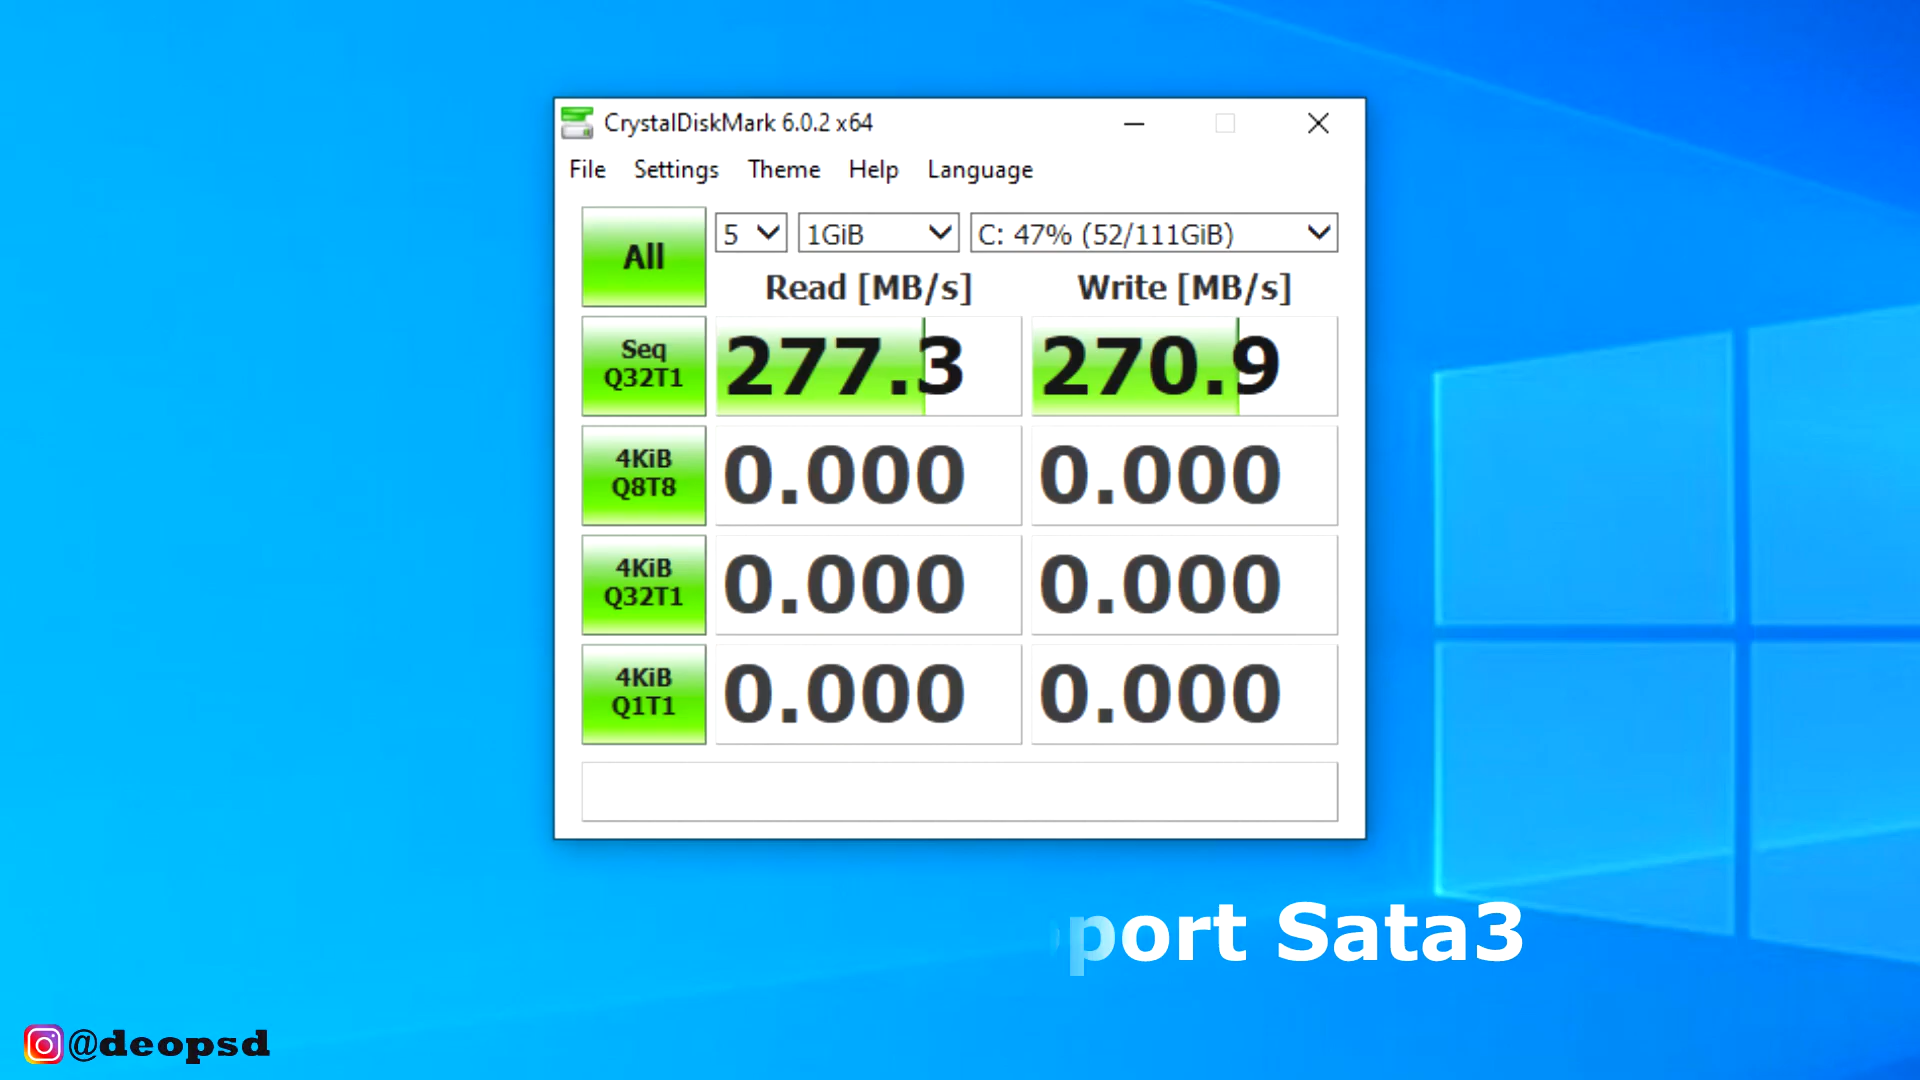 CrystalDiskMark 6.0.2 x64
File Settings Theme Help Language
All 5 1GiB C: 47% (52/111GiB)
Read [MB/s] Write [MB/s]
Seq
Q32T1
277.3 270.9
4KiB
Q8T8
0.000 0.000
4KiB
Q32T1
0.000 0.000
4KiB
Q1T1
0.000 0.000
port Sata3
@deopsd